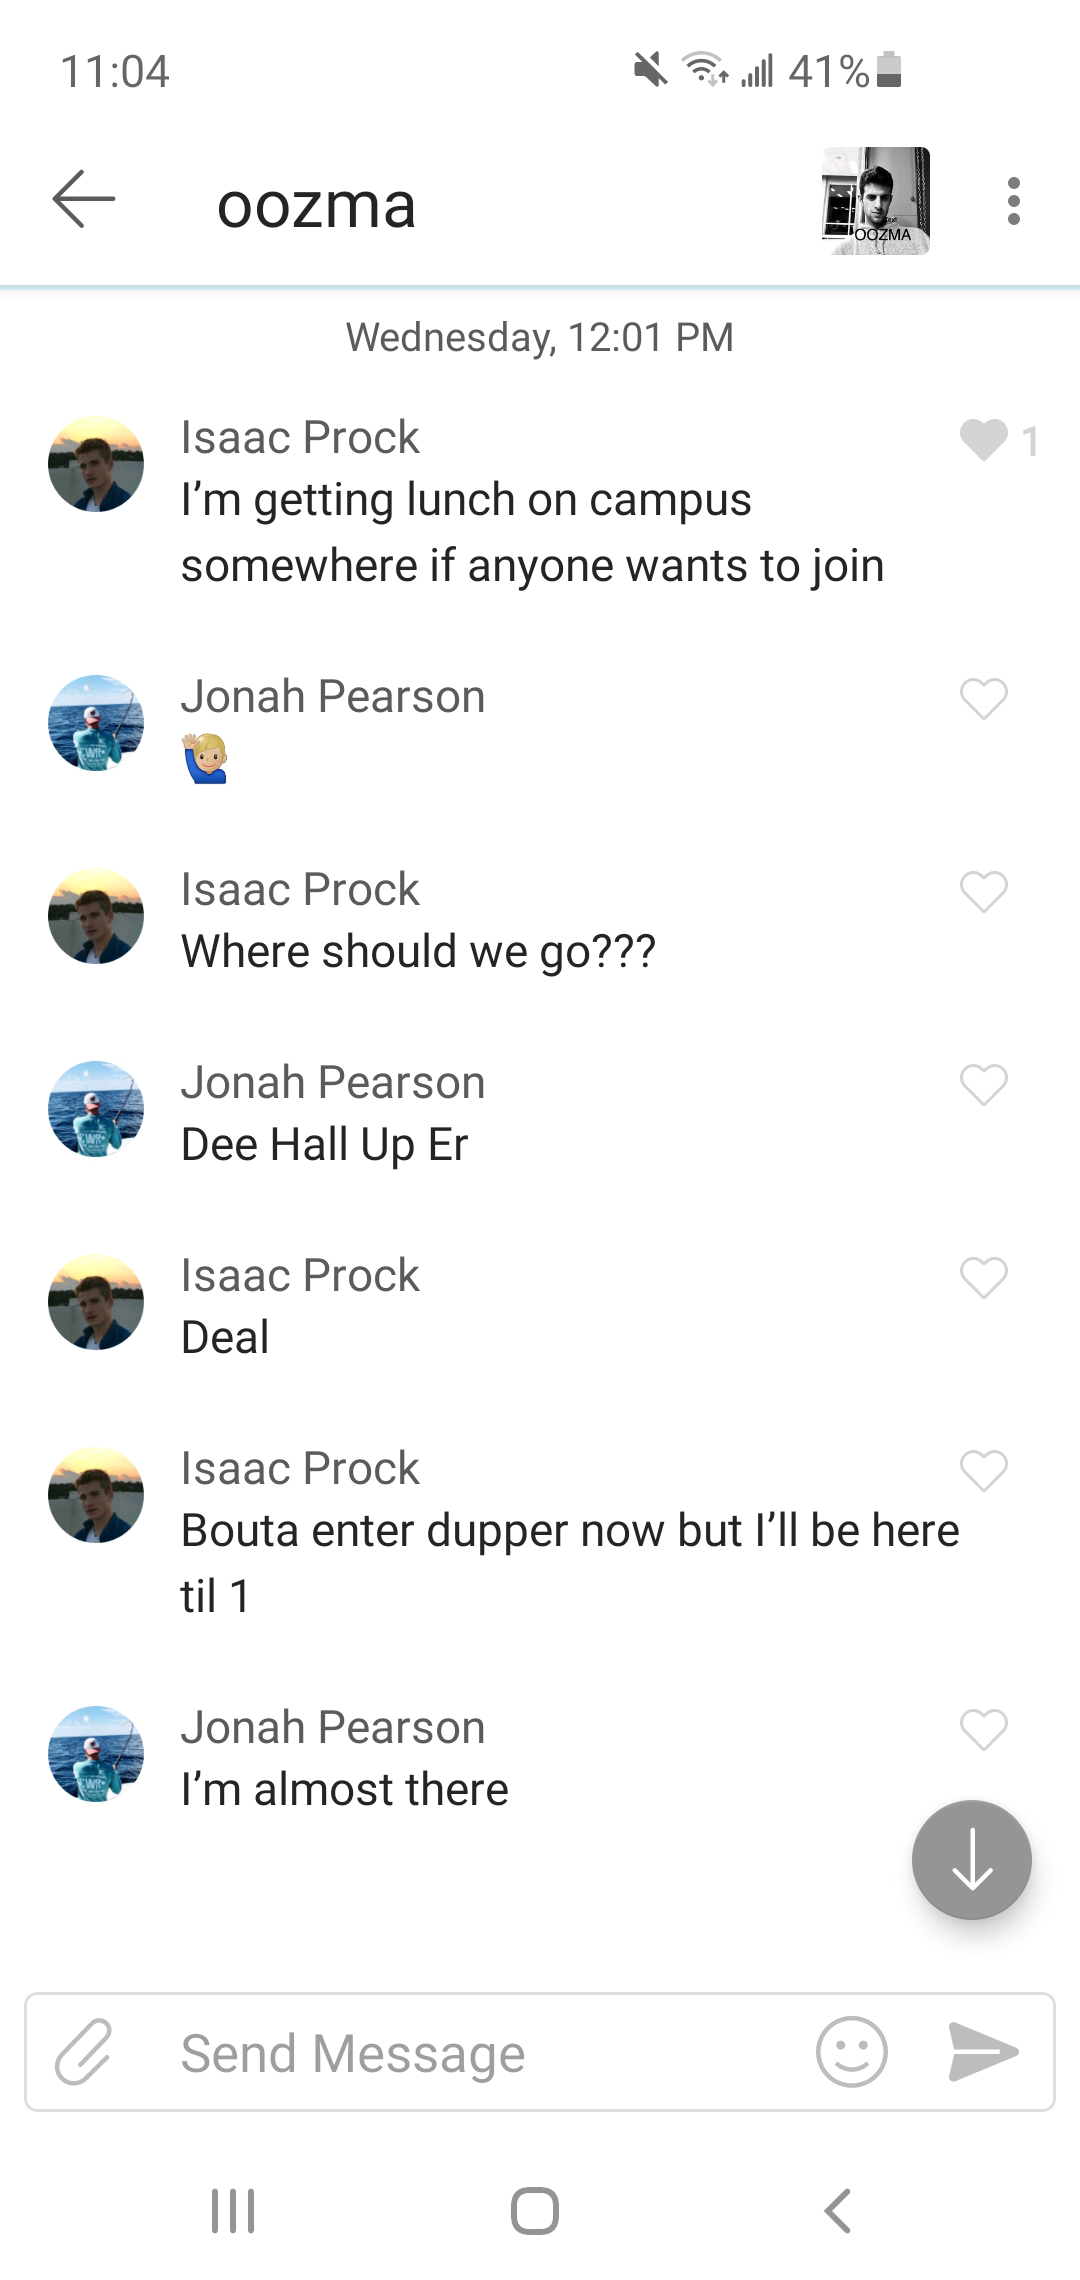 11:04
41%
oozma
Text
OOZMA
Wednesday, 12:01 PM
Isaac Prock
1
I’m getting lunch on campus
somewhere if anyone wants to join
Jonah Pearson
Isaac Prock
Where should we go???
Jonah Pearson
Dee Hall Up Er
Isaac Prock
Deal
Isaac Prock
Bouta enter dupper now but I’ll be here
til 1
Jonah Pearson
I’m almost there
Send Message